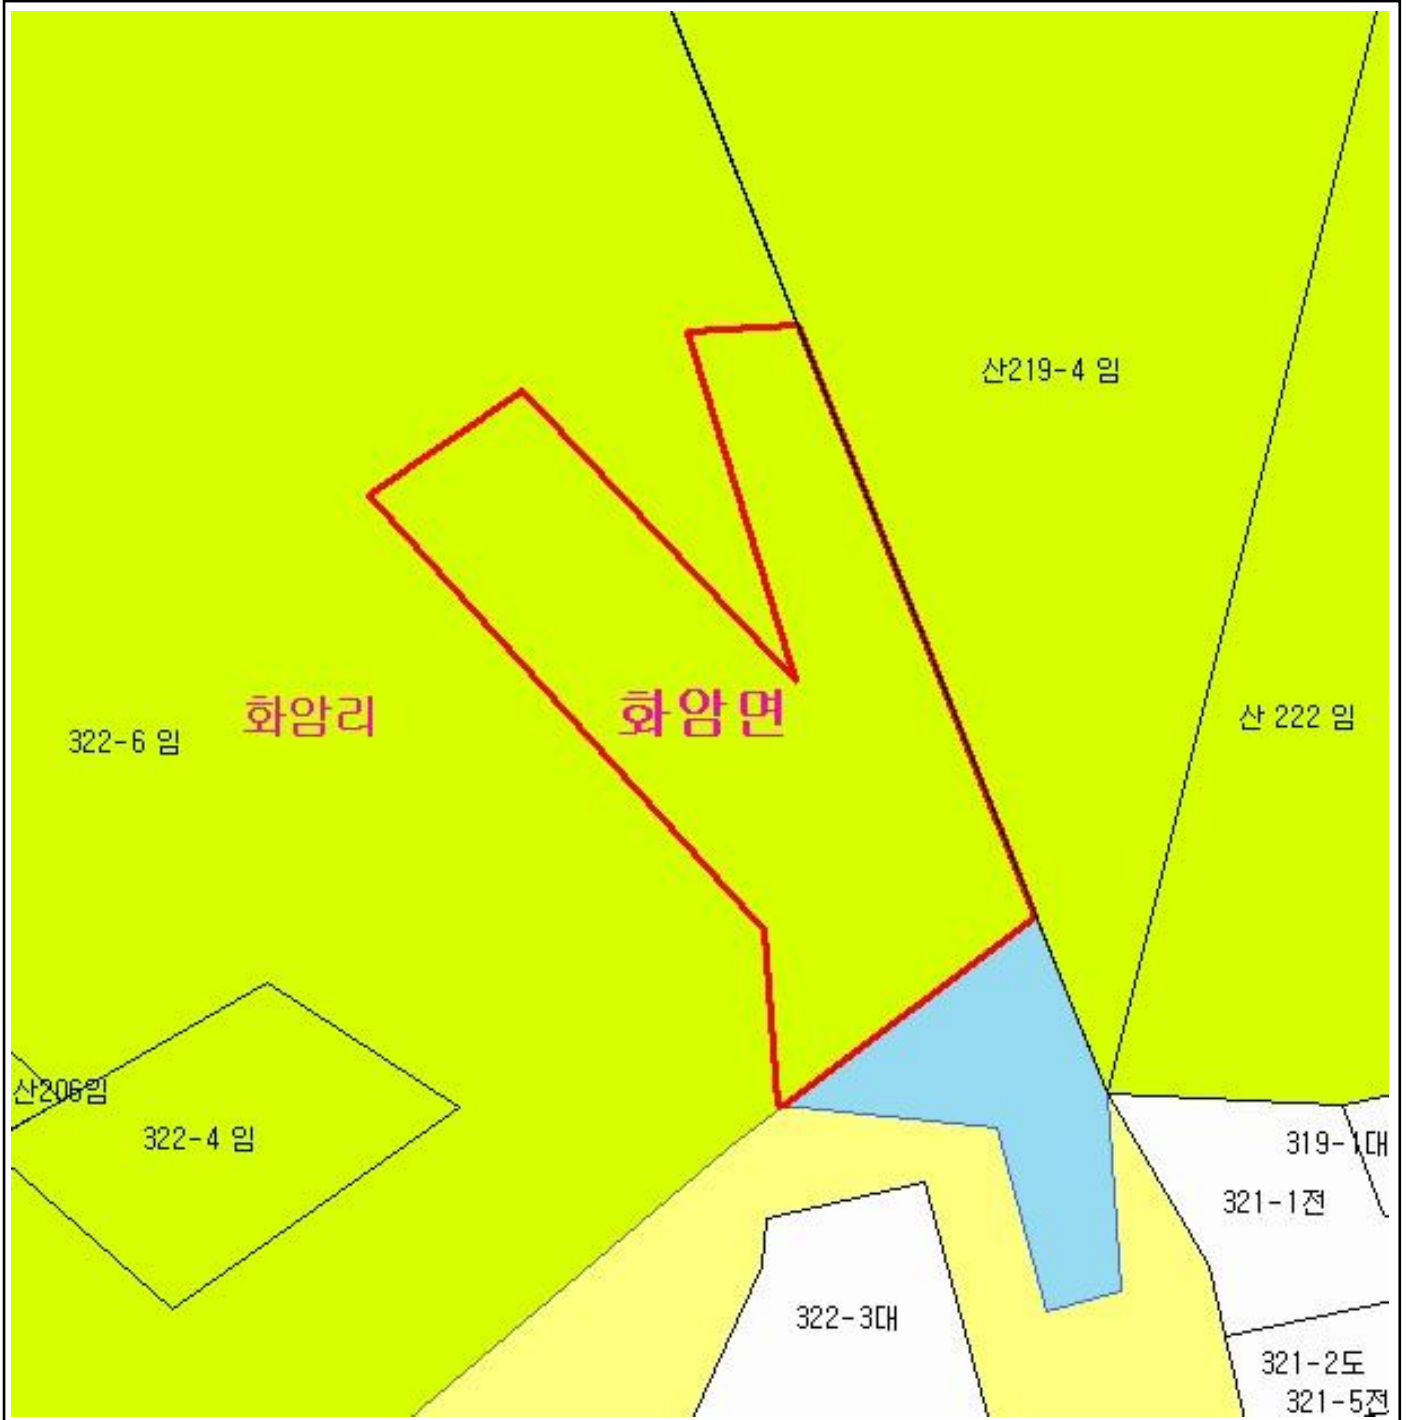 산219-4 임
화암리
화암면
322-6 임
산 222 임
산206임
322-4 임
319-1대
321-1전
322-3대
321-2도
321-5전